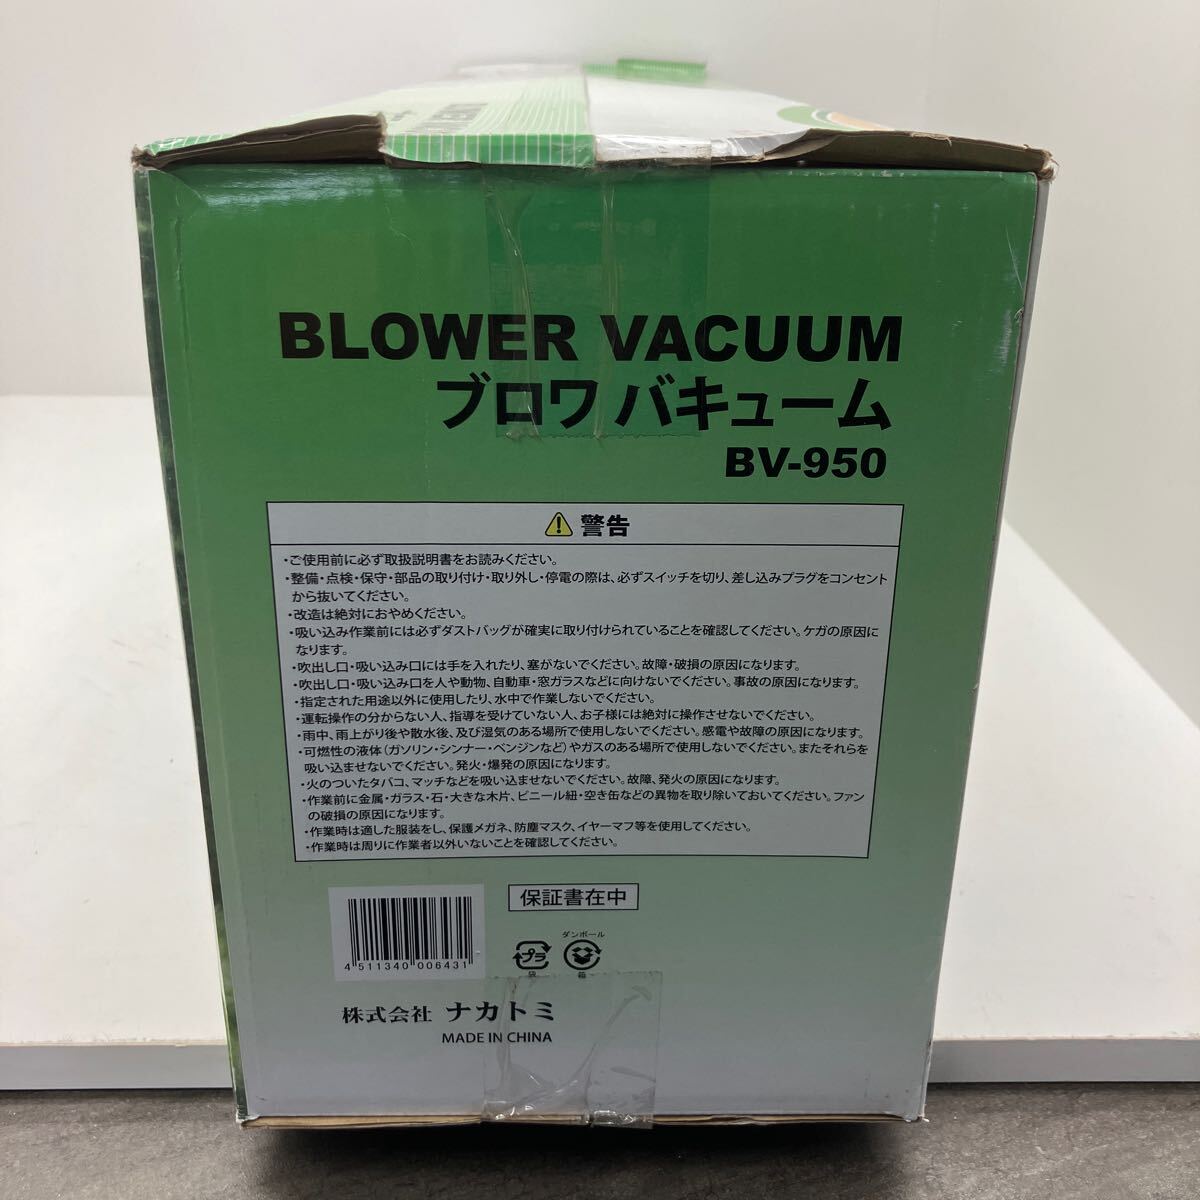 BLOWER VACUUM
ブロワ バキューム
BV-950
警告
・ご使用前に必ず取扱説明書をお読みください。
・整備・点検・保守・部品の取り付け・取り外し・停電の際は、必ずスイッチを切り、差し込みプラグをコンセント
から抜いてください。
・改造は絶対におやめください。
・吸い込み作業前には必ずダストバッグが確実に取り付けられていることを確認してください。ケガの原因に
なります。
・吹出し口・吸い込み口には手を入れたり、塞がないでください。故障・破損の原因になります。
・吹出し口・吸い込み口を人や動物、自動車・窓ガラスなどに向けないでください。事故の原因になります。
・指定された用途以外に使用したり、水中で作業しないでください。
・運転操作の分からない人、指導を受けていない人、お子様には絶対に操作させないでください。
・雨中、雨上がり後や散水後、及び湿気のある場所で使用しないでください。感電や故障の原因になります。
・可燃性の液体（ガソリン・シンナー・ベンジンなど）やガスのある場所で使用しないでください。またそれらを
吸い込ませないでください。発火・爆発の原因になります。
・火のついたタバコ、マッチなどを吸い込ませないでください。故障、発火の原因になります。
・作業前に金属・ガラス・石・大きな木片、ビニール紐・空き缶などの異物を取り除いておいてください。ファン
の破損の原因になります。
・作業時は適した服装をし、保護メガネ、防塵マスク、イヤーマフ等を使用してください。
・作業時は周りに作業者以外いないことを確認してください。
保証書在中
4 511340 006431
ダンボール
プラ
袋
箱
株式会社 ナカトミ
MADE IN CHINA